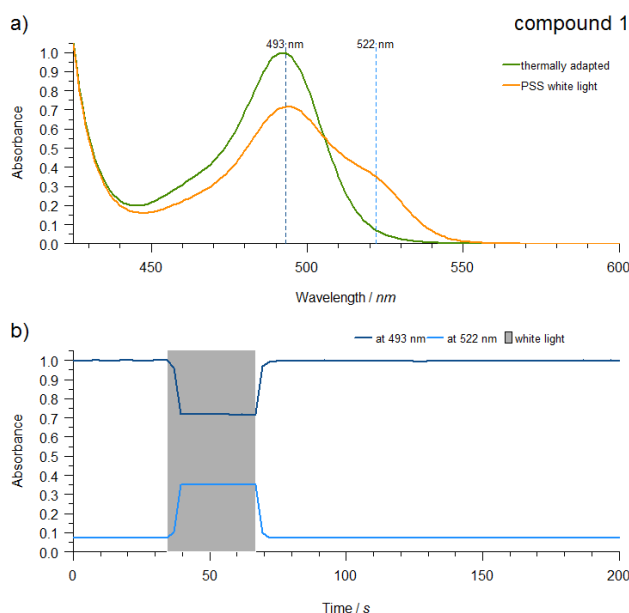 a)
compound 1
493 nm
522 nm
thermally adapted
PSS white light
1.0
0.9
0.8
0.7
0.6
0.5
0.4
0.3
0.2
0.1
0.0
Absorbance
450
500
550
600
Wavelength / nm
b)
at 493 nm
at 522 nm
white light
1.0
0.9
0.8
0.7
0.6
0.5
0.4
0.3
0.2
0.1
0.0
Absorbance
0
50
100
150
200
Time / s